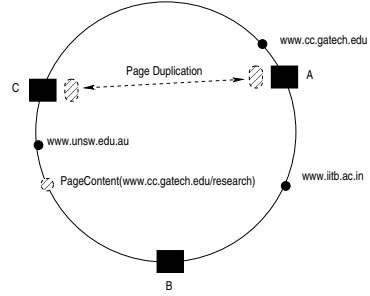 www.cc.gatech.edu
Page Duplication
C
A
www.unsw.edu.au
www.iitb.ac.in
PageContent(www.cc.gatech.edu/research)
B